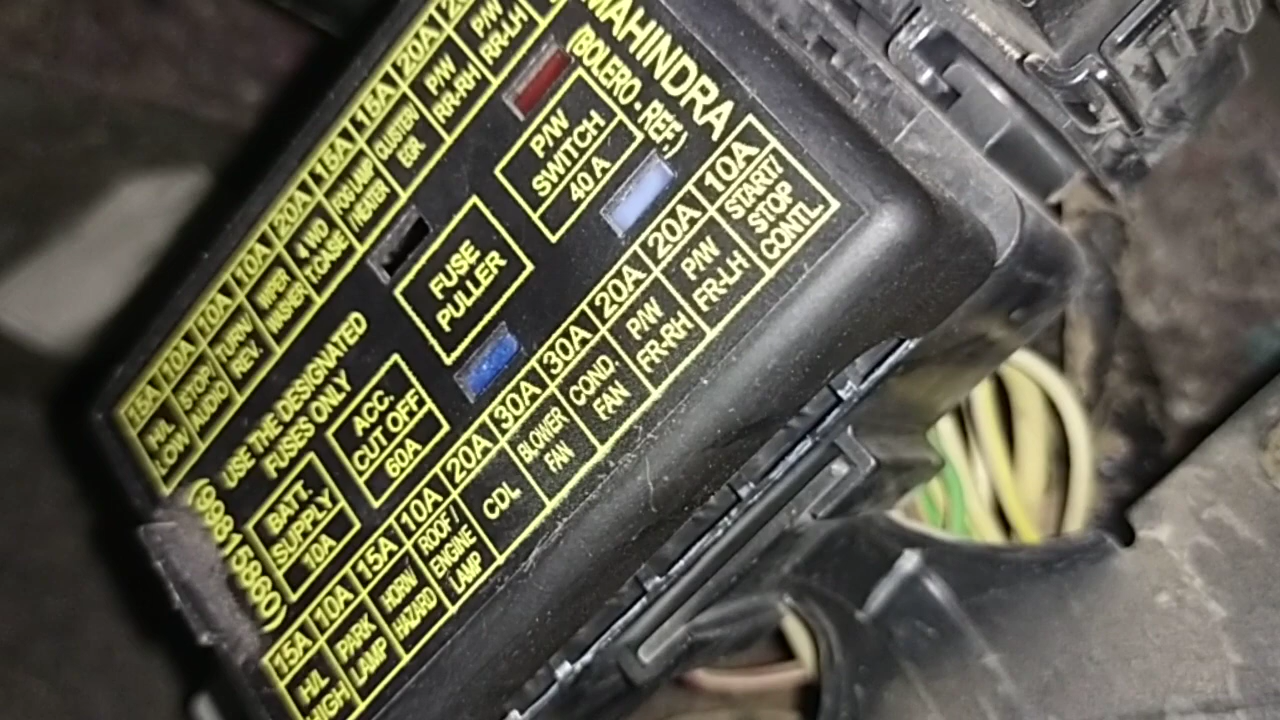 MAHINDRA
(BOLERO - REF.)
15A 10A 10A 10A 20A 15A 15A 20A
H/L
LOW
STOP
AUDIO
TURN
REV.
WIPER
WASHER
4 WD
T.CASE
FOG LAMP
HEATER
CLUSTER/
EGR
P/W
RR-RH
P/W
RR-LH
USE THE DESIGNATED
FUSES ONLY
FUSE
PULLER
P/W
SWITCH
40 A
BATT.
SUPPLY
10A
ACC.
CUT OFF
60A
(69815860)
15A 10A 15A 10A 20A 30A 30A 20A 20A 10A
H/L
HIGH
PARK
LAMP
HORN/
HAZARD
ROOF/
ENGINE
LAMP
CDL
BLOWER
FAN
COND.
FAN
P/W
FR-RH
P/W
FR-LH
START/
STOP
CONTL.